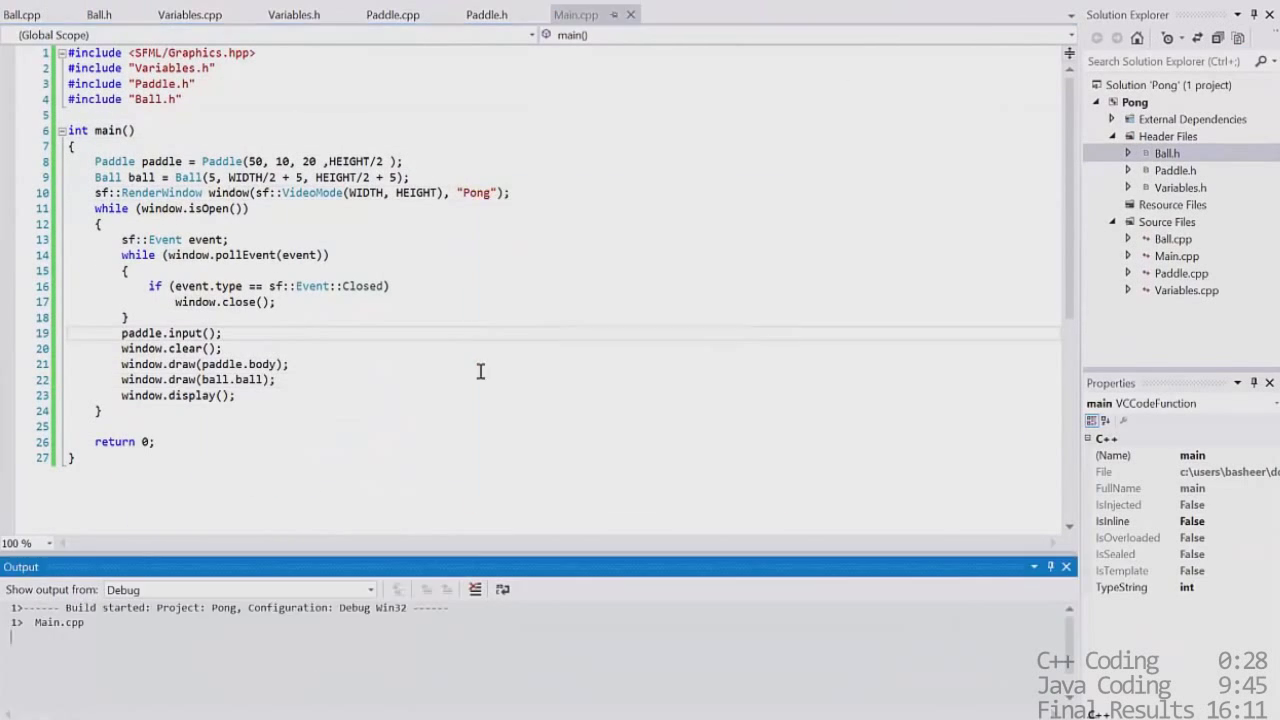 Ball.cpp Ball.h Variables.cpp Variables.h Paddle.cpp Paddle.h Main.cpp
(Global Scope) main()
1 #include <SFML/Graphics.hpp>
2 #include "Variables.h"
3 #include "Paddle.h"
4 #include "Ball.h"
5
6 int main()
7 {
8 Paddle paddle = Paddle(50, 10, 20 ,HEIGHT/2 );
9 Ball ball = Ball(5, WIDTH/2 + 5, HEIGHT/2 + 5);
10 sf::RenderWindow window(sf::VideoMode(WIDTH, HEIGHT), "Pong");
11 while (window.isOpen())
12 {
13 sf::Event event;
14 while (window.pollEvent(event))
15 {
16 if (event.type == sf::Event::Closed)
17 window.close();
18 }
19 paddle.input();
20 window.clear();
21 window.draw(paddle.body);
22 window.draw(ball.ball);
23 window.display();
24 }
25
26 return 0;
27 }
100 %
Output
Show output from: Debug
1>------ Build started: Project: Pong, Configuration: Debug Win32 ------
1> Main.cpp
Solution Explorer
Search Solution Explorer (Ctrl+;)
Solution 'Pong' (1 project)
Pong
External Dependencies
Header Files
Ball.h
Paddle.h
Variables.h
Resource Files
Source Files
Ball.cpp
Main.cpp
Paddle.cpp
Variables.cpp
Properties
main VCCodeFunction
C++
(Name) main
File c:\users\basheer\do
FullName main
IsInjected False
IsInline False
IsOverloaded False
IsSealed False
IsTemplate False
TypeString int
C++ Coding 0:28
Java Coding 9:45
Final Results 16:11
C++